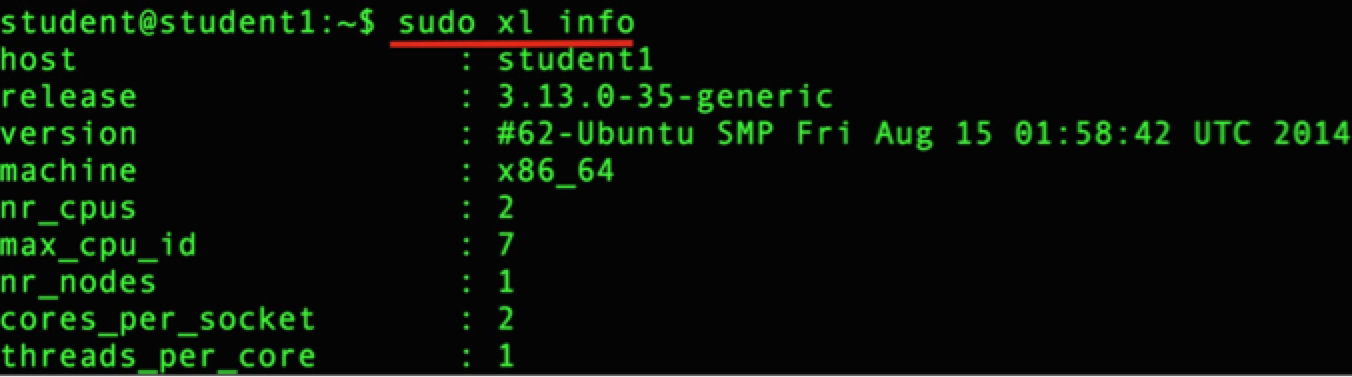 student@student1:~$ sudo xl info
host                   : student1
release                : 3.13.0-35-generic
version                : #62-Ubuntu SMP Fri Aug 15 01:58:42 UTC 2014
machine                : x86_64
nr_cpus                : 2
max_cpu_id             : 7
nr_nodes               : 1
cores_per_socket       : 2
threads_per_core       : 1